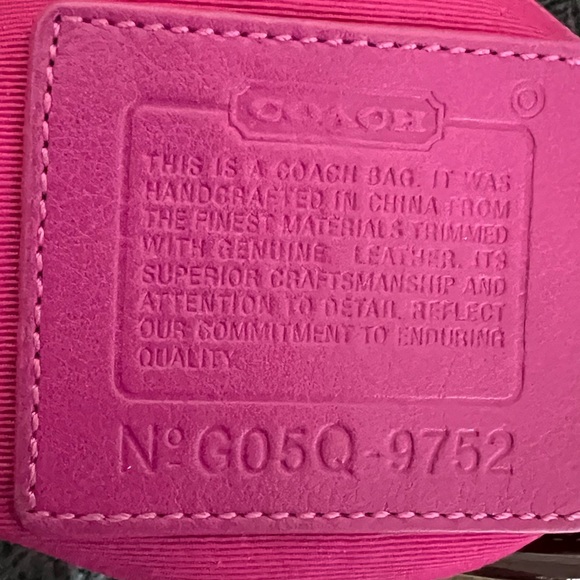 COACH
THIS IS A COACH BAG. IT WAS
HANDCRAFTED IN CHINA FROM
THE FINEST MATERIALS TRIMMED
WITH GENUINE LEATHER. ITS
SUPERIOR CRAFTSMANSHIP AND
ATTENTION TO DETAIL REFLECT
OUR COMMITMENT TO ENDURING
QUALITY.
Nº G05Q-9752